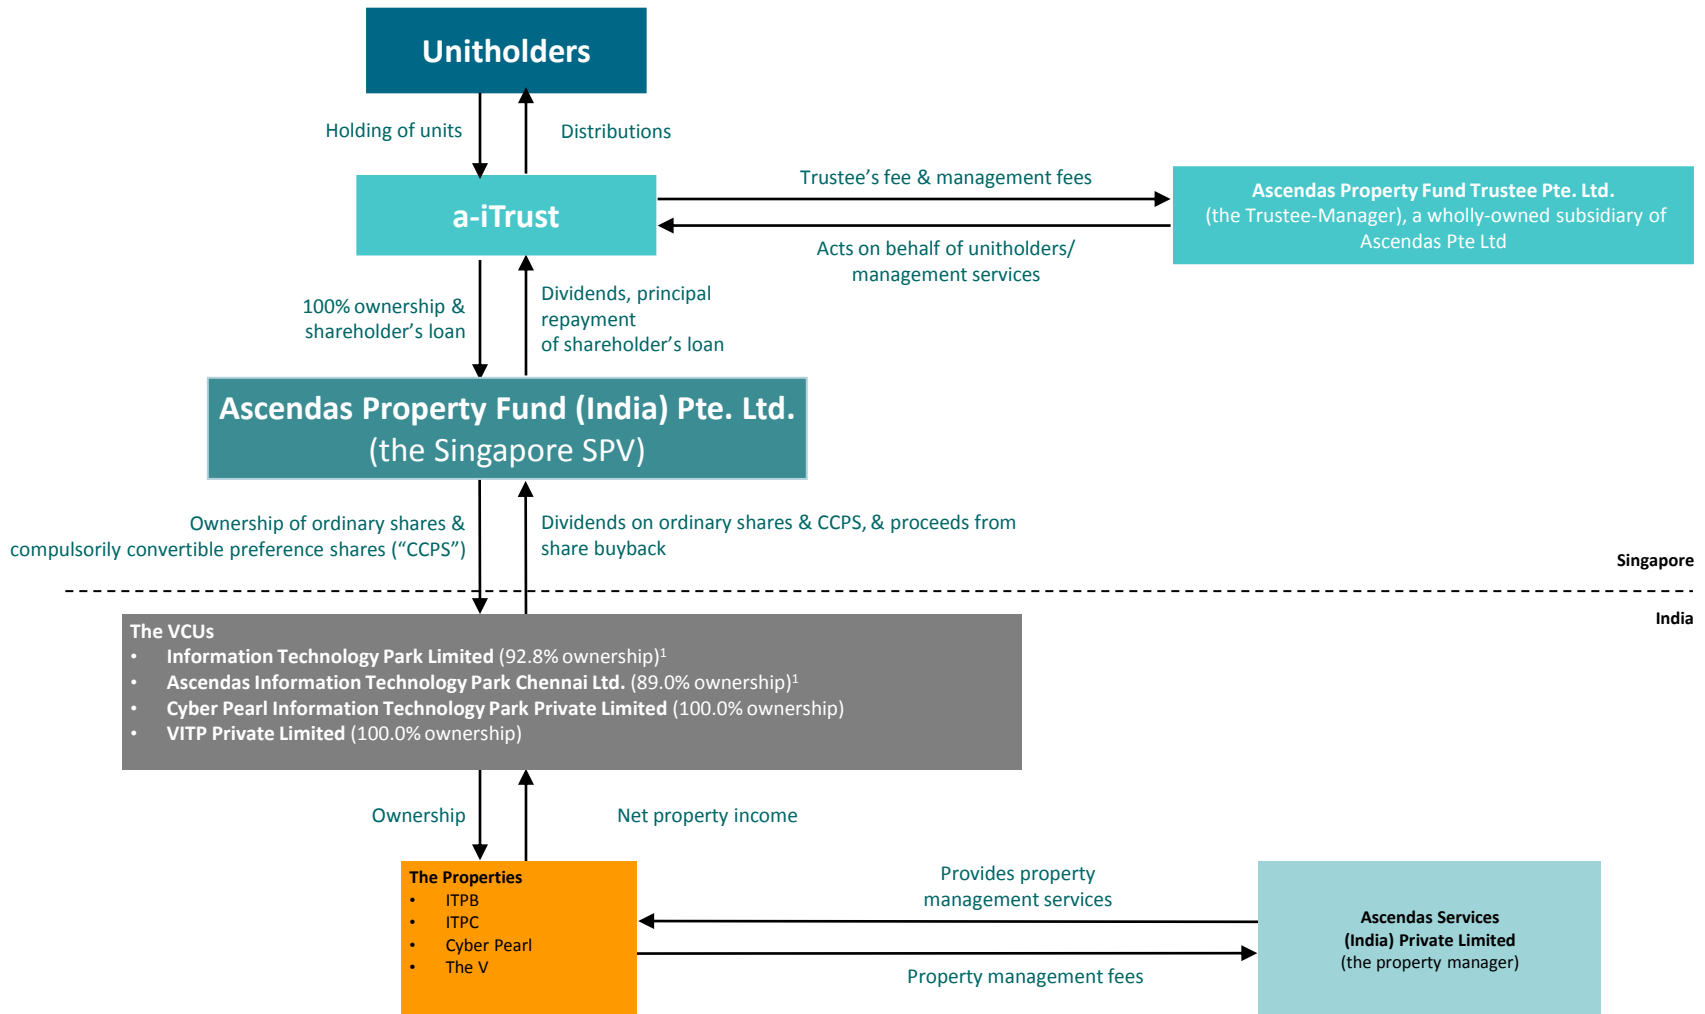 Unitholders
Holding of units
Distributions
a-iTrust
Trustee’s fee & management fees
Acts on behalf of unitholders/
management services
Ascendas Property Fund Trustee Pte. Ltd.
(the Trustee-Manager), a wholly-owned subsidiary of
Ascendas Pte Ltd
100% ownership &
shareholder’s loan
Dividends, principal
repayment
of shareholder’s loan
Ascendas Property Fund (India) Pte. Ltd.
(the Singapore SPV)
Ownership of ordinary shares &
compulsorily convertible preference shares (“CCPS”)
Dividends on ordinary shares & CCPS, & proceeds from
share buyback
Singapore
India
The VCUs
• Information Technology Park Limited (92.8% ownership)¹
• Ascendas Information Technology Park Chennai Ltd. (89.0% ownership)¹
• Cyber Pearl Information Technology Park Private Limited (100.0% ownership)
• VITP Private Limited (100.0% ownership)
Ownership
Net property income
The Properties
• ITPB
• ITPC
• Cyber Pearl
• The V
Provides property
management services
Property management fees
Ascendas Services
(India) Private Limited
(the property manager)